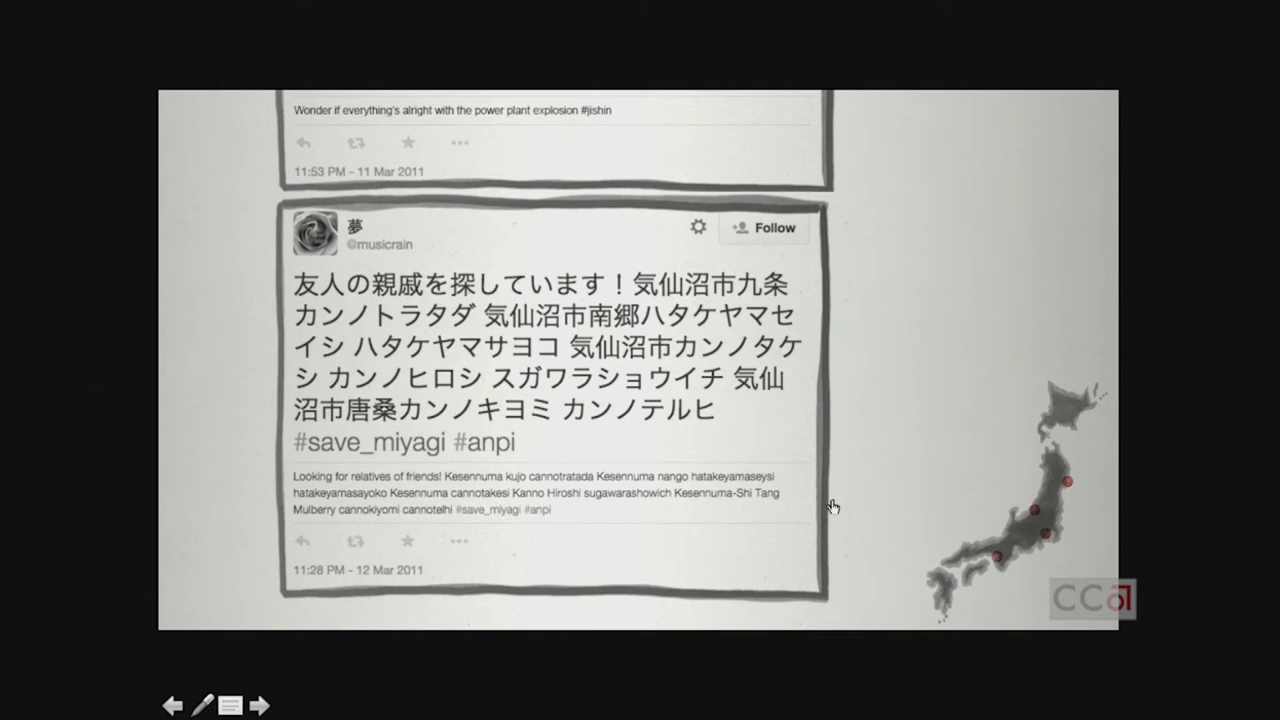 Wonder if everything's alright with the power plant explosion #jishin
11:53 PM - 11 Mar 2011
夢
@musicrain
Follow
友人の親戚を探しています！気仙沼市九条
カンノトラタダ 気仙沼市南郷ハタケヤマセ
イシ ハタケヤマサヨコ 気仙沼市カンノタケ
シ カンノヒロシ スガワラショウイチ 気仙
沼市唐桑カンノキヨミ カンノテルヒ
#save_miyagi #anpi
Looking for relatives of friends! Kesennuma kujo cannotratada Kesennuma nango hatakeyamaseysi
hatakeyamasayoko Kesennuma cannotakesi Kanno Hiroshi sugawarashowich Kesennuma-Shi Tang
Mulberry cannokiyomi cannotelhi #save_miyagi #anpi
11:28 PM - 12 Mar 2011
CCa